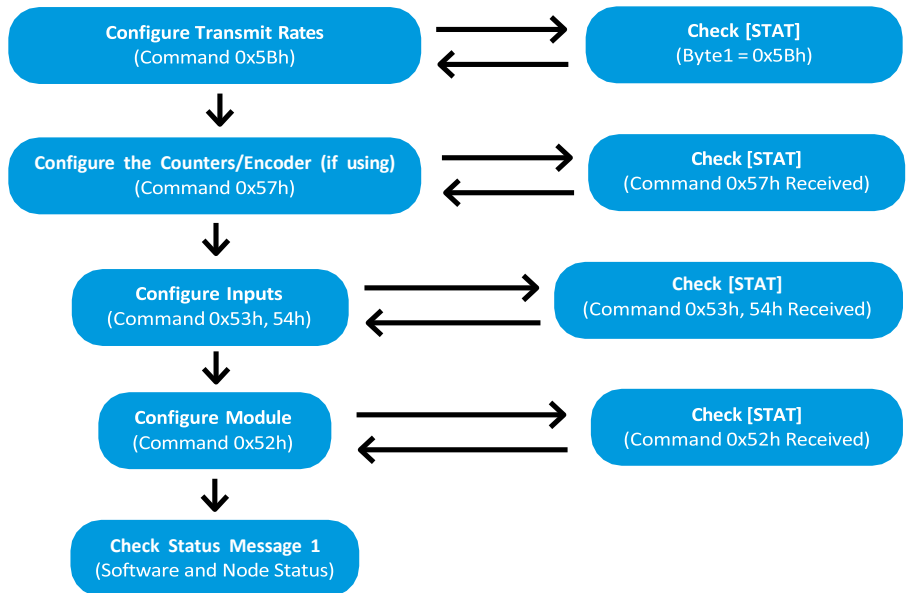 Configure Transmit Rates
(Command 0x5Bh)
Check [STAT]
(Byte1 = 0x5Bh)
Configure the Counters/Encoder (if using)
(Command 0x57h)
Check [STAT]
(Command 0x57h Received)
Configure Inputs
(Command 0x53h, 54h)
Check [STAT]
(Command 0x53h, 54h Received)
Configure Module
(Command 0x52h)
Check [STAT]
(Command 0x52h Received)
Check Status Message 1
(Software and Node Status)